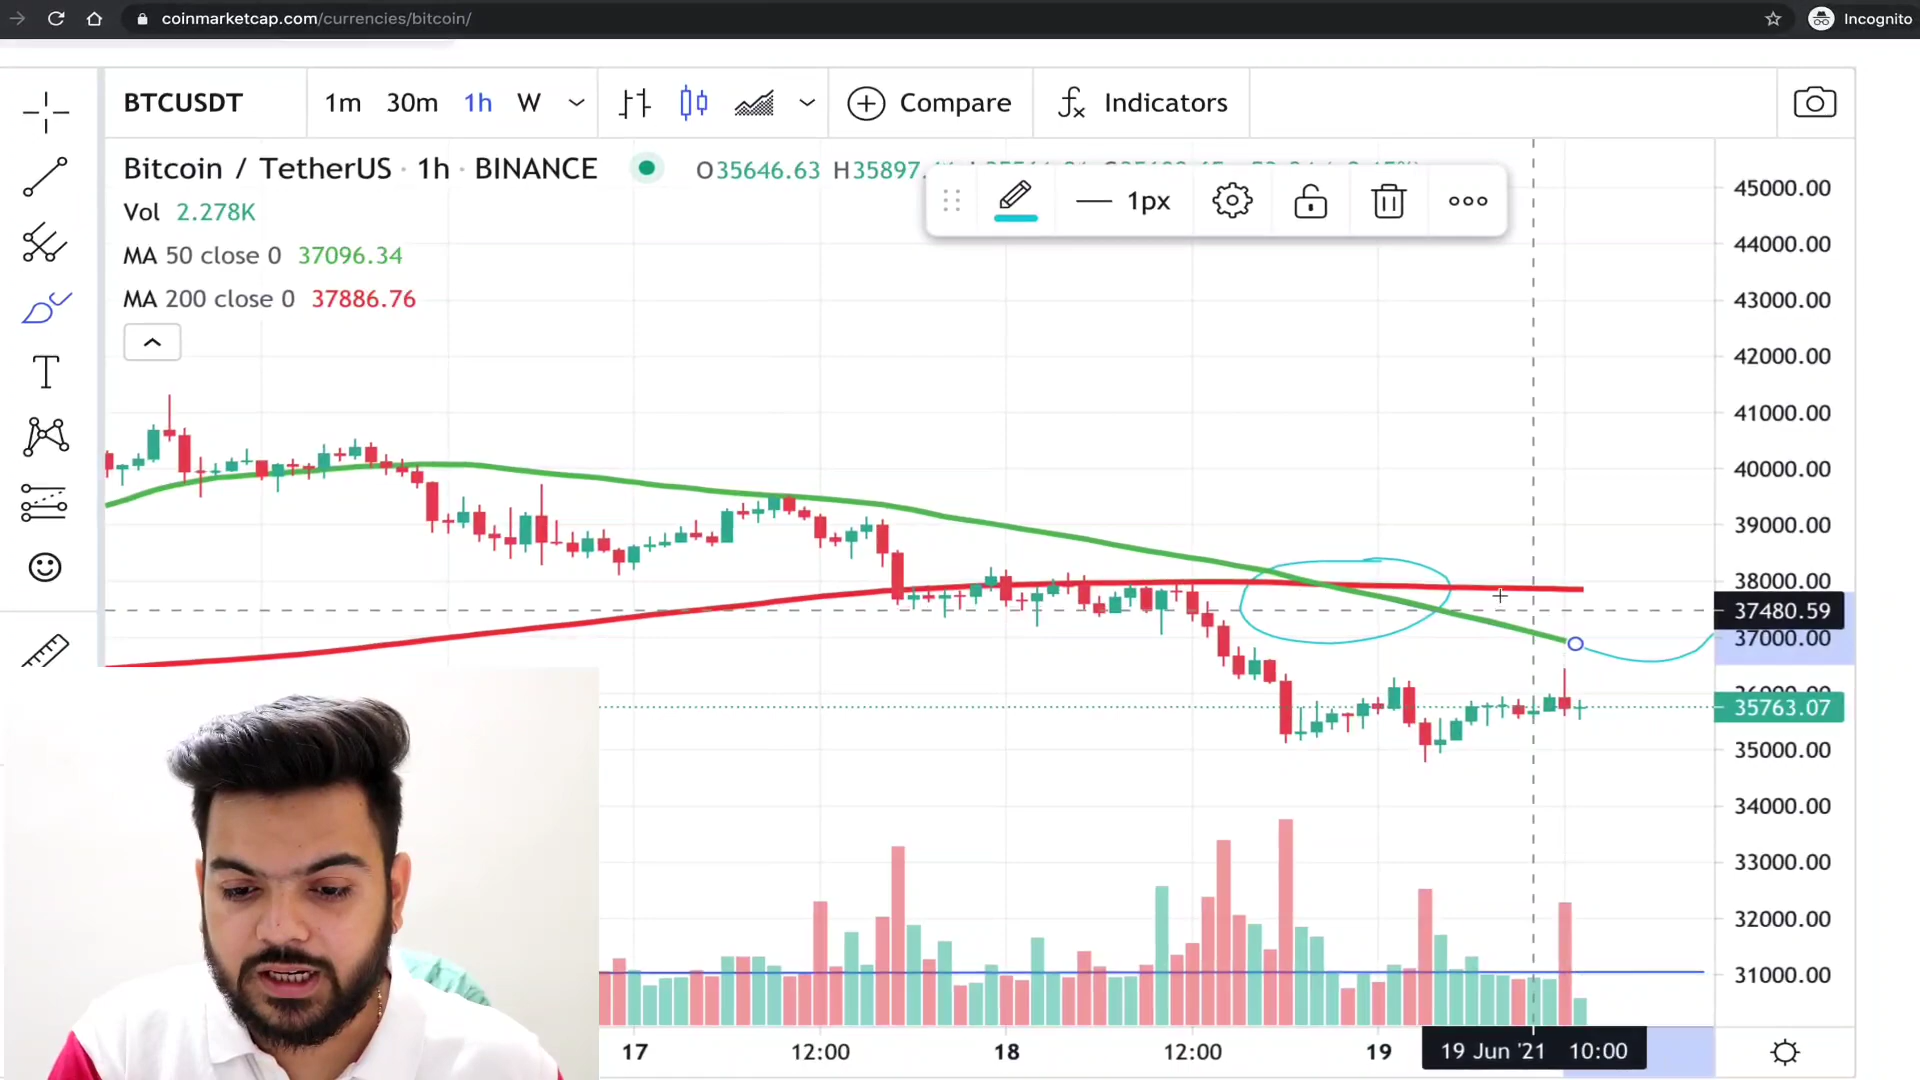 coinmarketcap.com/currencies/bitcoin/
Incognito
BTCUSDT 1m 30m 1h W Compare Indicators
Bitcoin / TetherUS · 1h · BINANCE O35646.63 H35897.
1px
Vol 2.278K
MA 50 close 0 37096.34
MA 200 close 0 37886.76
45000.00
44000.00
43000.00
42000.00
41000.00
40000.00
39000.00
38000.00
37480.59
37000.00
35763.07
35000.00
34000.00
33000.00
32000.00
31000.00
17 12:00 18 12:00 19 19 Jun '21 10:00